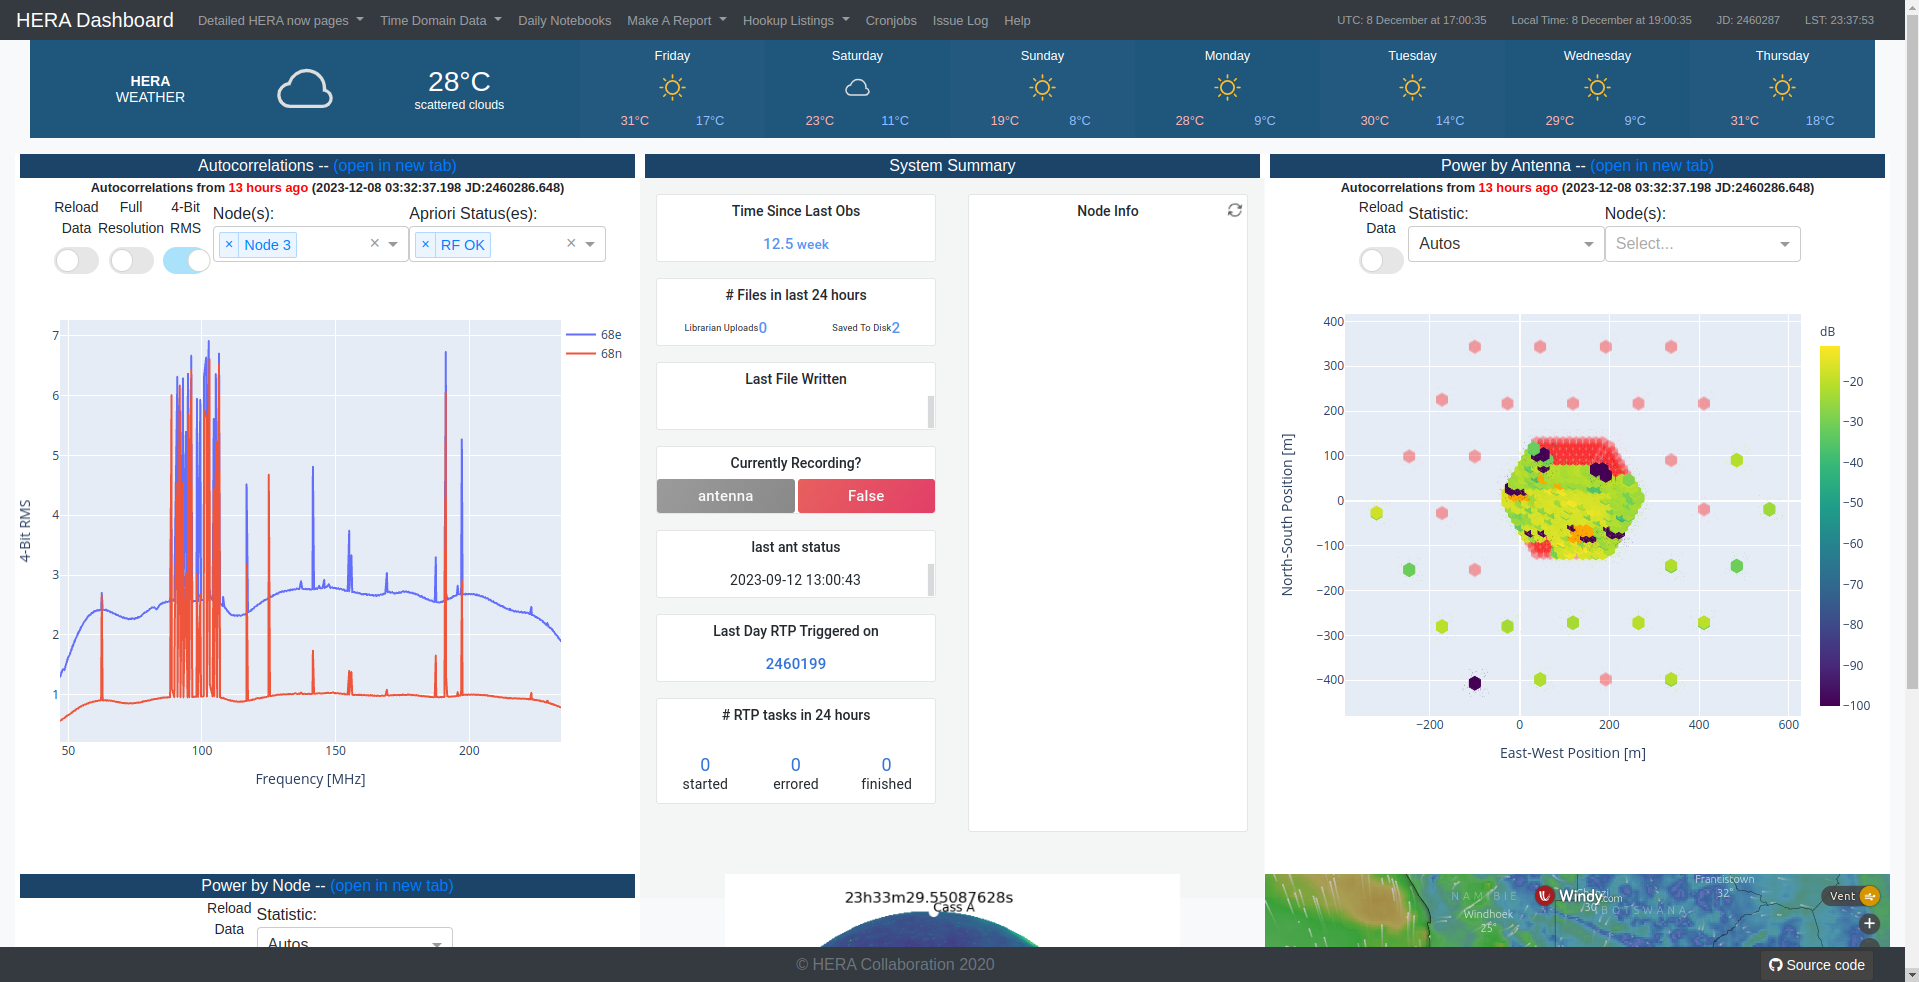 HERA Dashboard Detailed HERA now pages Time Domain Data Daily Notebooks Make A Report Hookup Listings Cronjobs Issue Log Help UTC: 8 December at 17:00:35 Local Time: 8 December at 19:00:35 JD: 2460287 LST: 23:37:53
HERA
WEATHER
28°C
scattered clouds
Friday
31°C 17°C
Saturday
23°C 11°C
Sunday
19°C 8°C
Monday
28°C 9°C
Tuesday
30°C 14°C
Wednesday
29°C 9°C
Thursday
31°C 18°C
Autocorrelations -- (open in new tab)
Autocorrelations from 13 hours ago (2023-12-08 03:32:37.198 JD:2460286.648)
Reload Data
Full Resolution
4-Bit RMS
Node(s):
× Node 3 ×
Apriori Status(es):
× RF OK ×
68e
68n
7
6
5
4
3
2
1
4-Bit RMS
50 100 150 200
Frequency [MHz]
System Summary
Time Since Last Obs
12.5 week
# Files in last 24 hours
Librarian Uploads0 Saved To Disk2
Last File Written
Currently Recording?
antenna False
last ant status
2023-09-12 13:00:43
Last Day RTP Triggered on
2460199
# RTP tasks in 24 hours
0 0 0
started errored finished
Node Info
Power by Antenna -- (open in new tab)
Autocorrelations from 13 hours ago (2023-12-08 03:32:37.198 JD:2460286.648)
Reload Data
Statistic:
Autos
Node(s):
Select...
400
300
200
100
0
−100
−200
−300
−400
North-South Position [m]
−200 0 200 400 600
East-West Position [m]
dB
−20
−30
−40
−50
−60
−70
−80
−90
−100
Power by Node -- (open in new tab)
Reload Data
Statistic:
Autos
23h33m29.55087628s
Cass A
NAMIBIE
Windhoek
25°
Windy.com
30
BOTSWANA
Francistown
32°
Vent
+
© HERA Collaboration 2020
Source code